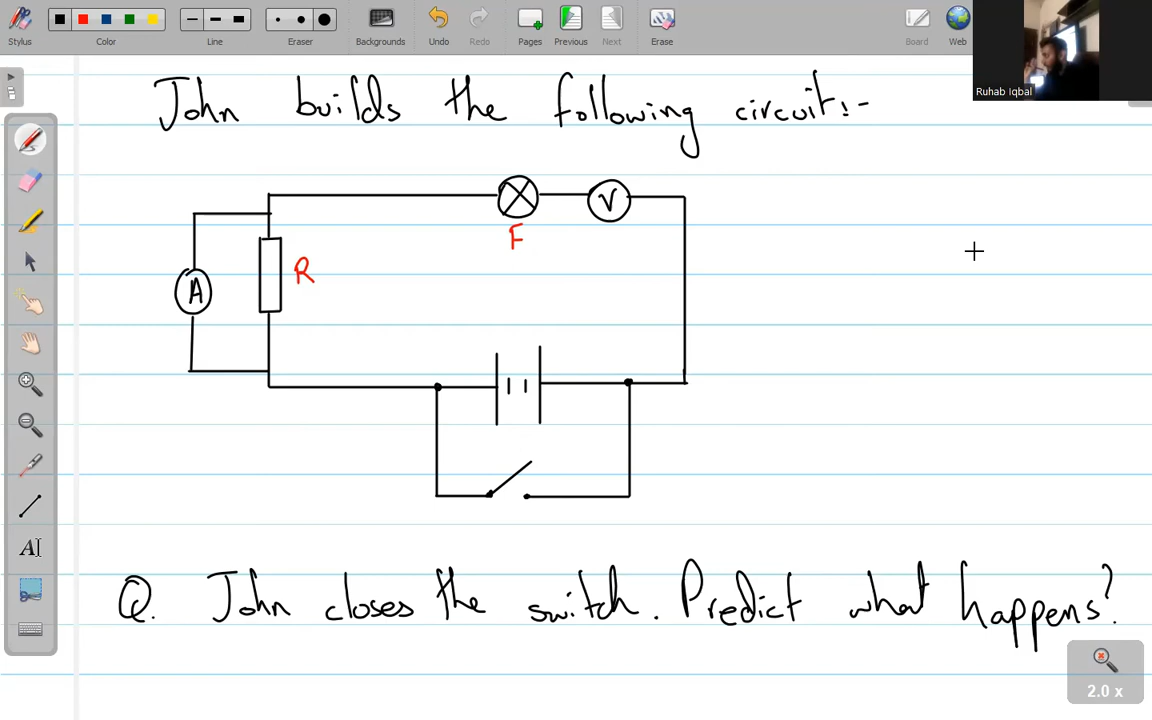 Stylus
Color
Line
Eraser
Backgrounds
Undo
Redo
Pages
Previous
Next
Erase
Board
Web
Ruhab Iqbal
John builds the following circuit:-
F
V
A
R
Q. John closes the switch. Predict what happens?
AI
2.0 x